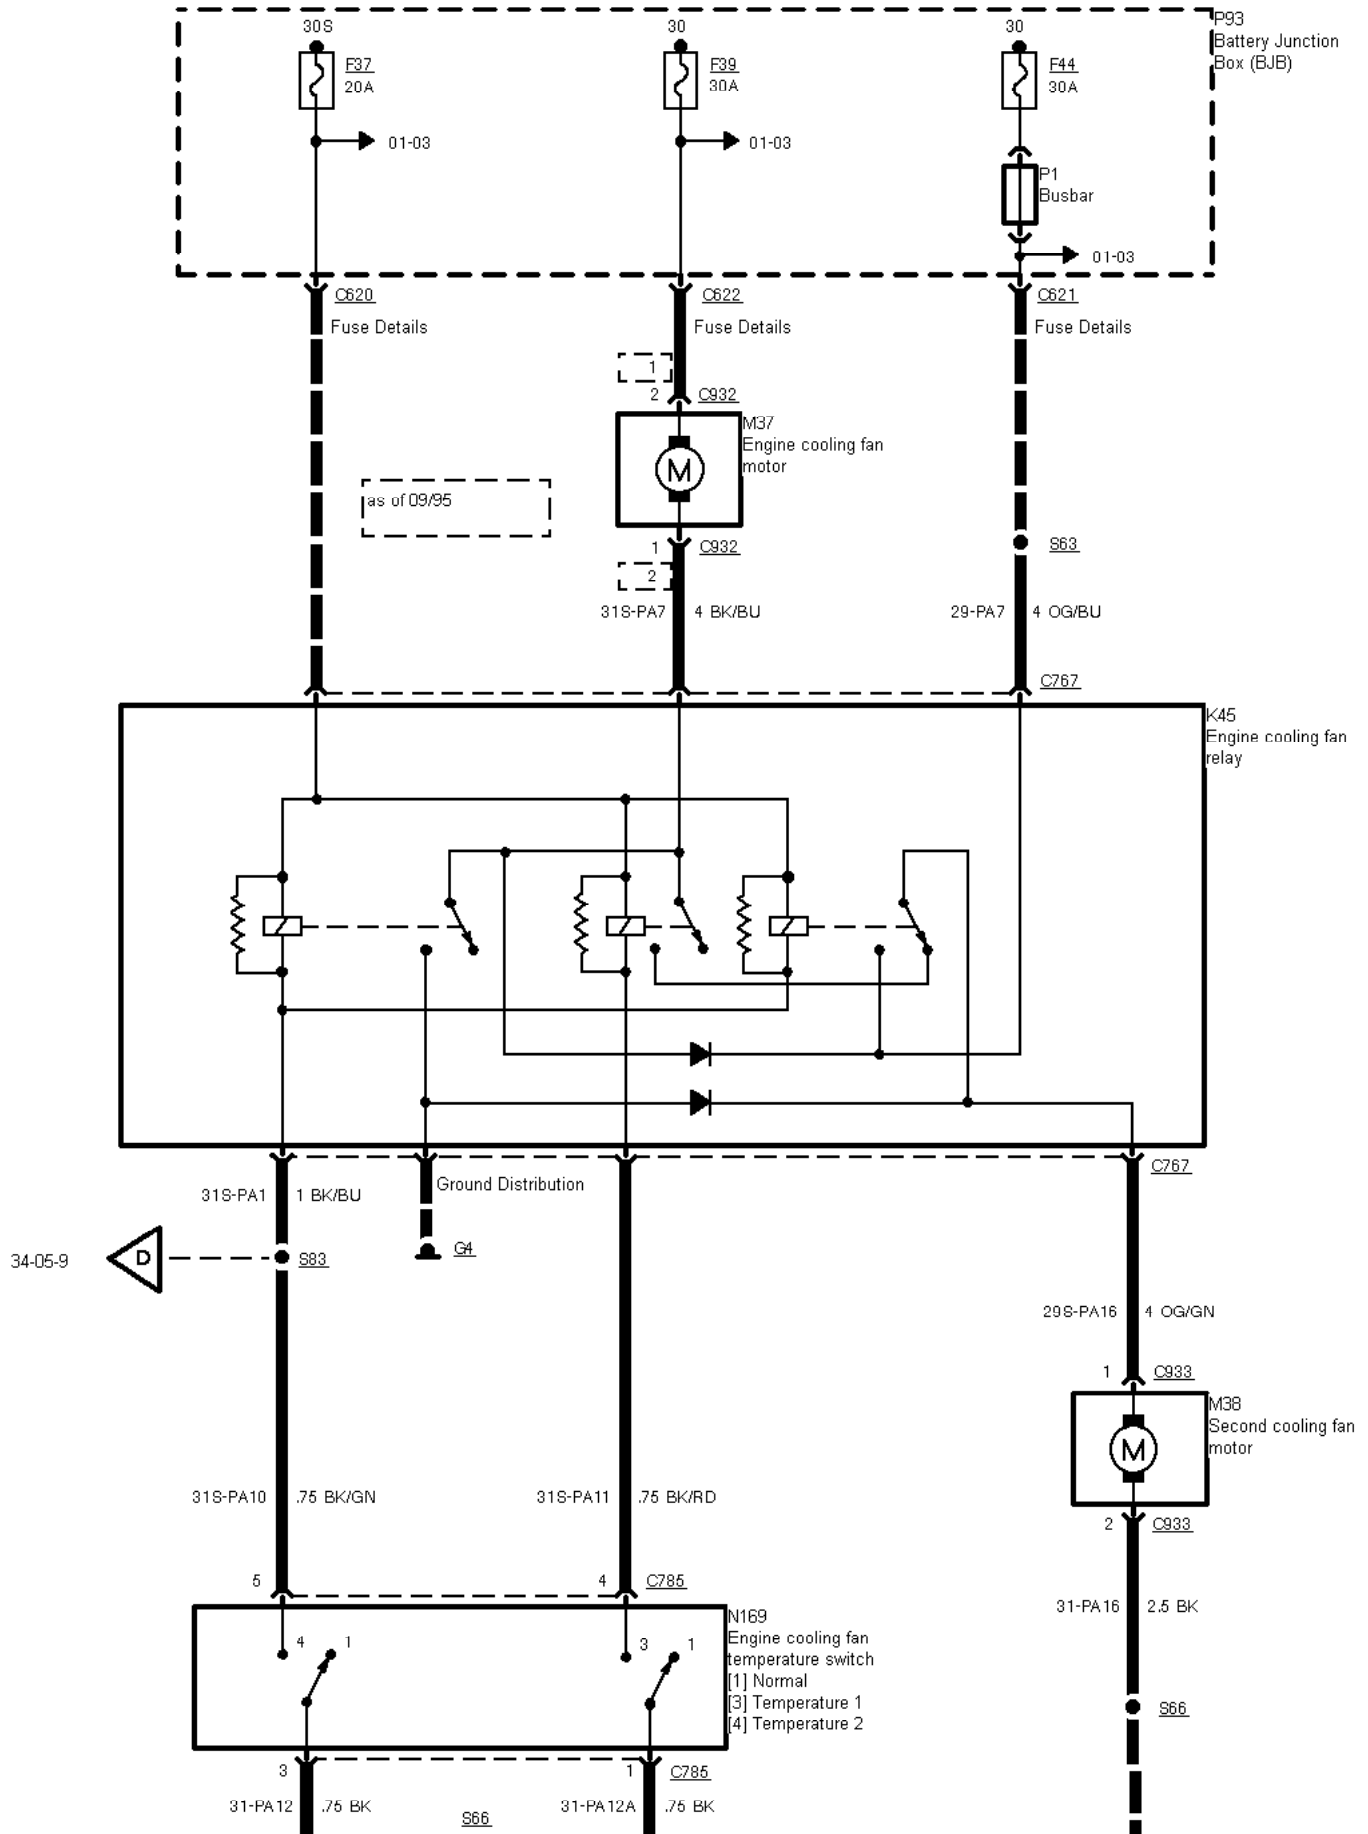 30S
30
30
P93
Battery Junction
Box (BJB)
F37
20A
F39
30A
F44
30A
01-03
01-03
P1
Busbar
01-03
C620
C622
C621
Fuse Details
Fuse Details
Fuse Details
1
2
C932
M37
Engine cooling fan
motor
M
as of 09/95
1
C932
S63
2
31S-PA7
4 BK/BU
29-PA7
4 OG/BU
C767
K45
Engine cooling fan
relay
C767
31S-PA1
1 BK/BU
Ground Distribution
34-05-9
D
S83
G4
29S-PA16
4 OG/GN
1
C933
M38
Second cooling fan
motor
M
31S-PA10
.75 BK/GN
31S-PA11
.75 BK/RD
2
C933
5
4
C785
31-PA16
2.5 BK
N169
Engine cooling fan
temperature switch
[1] Normal
[3] Temperature 1
[4] Temperature 2
4
1
3
1
S66
3
1
C785
31-PA12
.75 BK
S66
31-PA12A
.75 BK